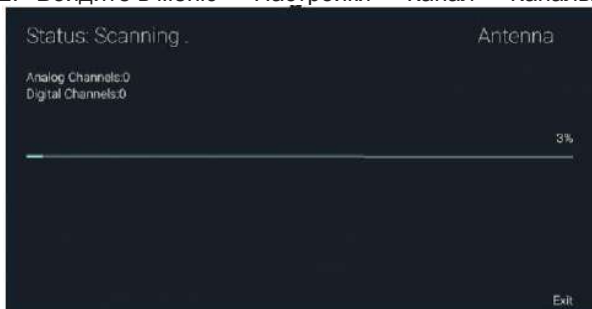 Status: Scanning . Antenna
Analog Channels:0
Digital Channels:0
3%
Exit